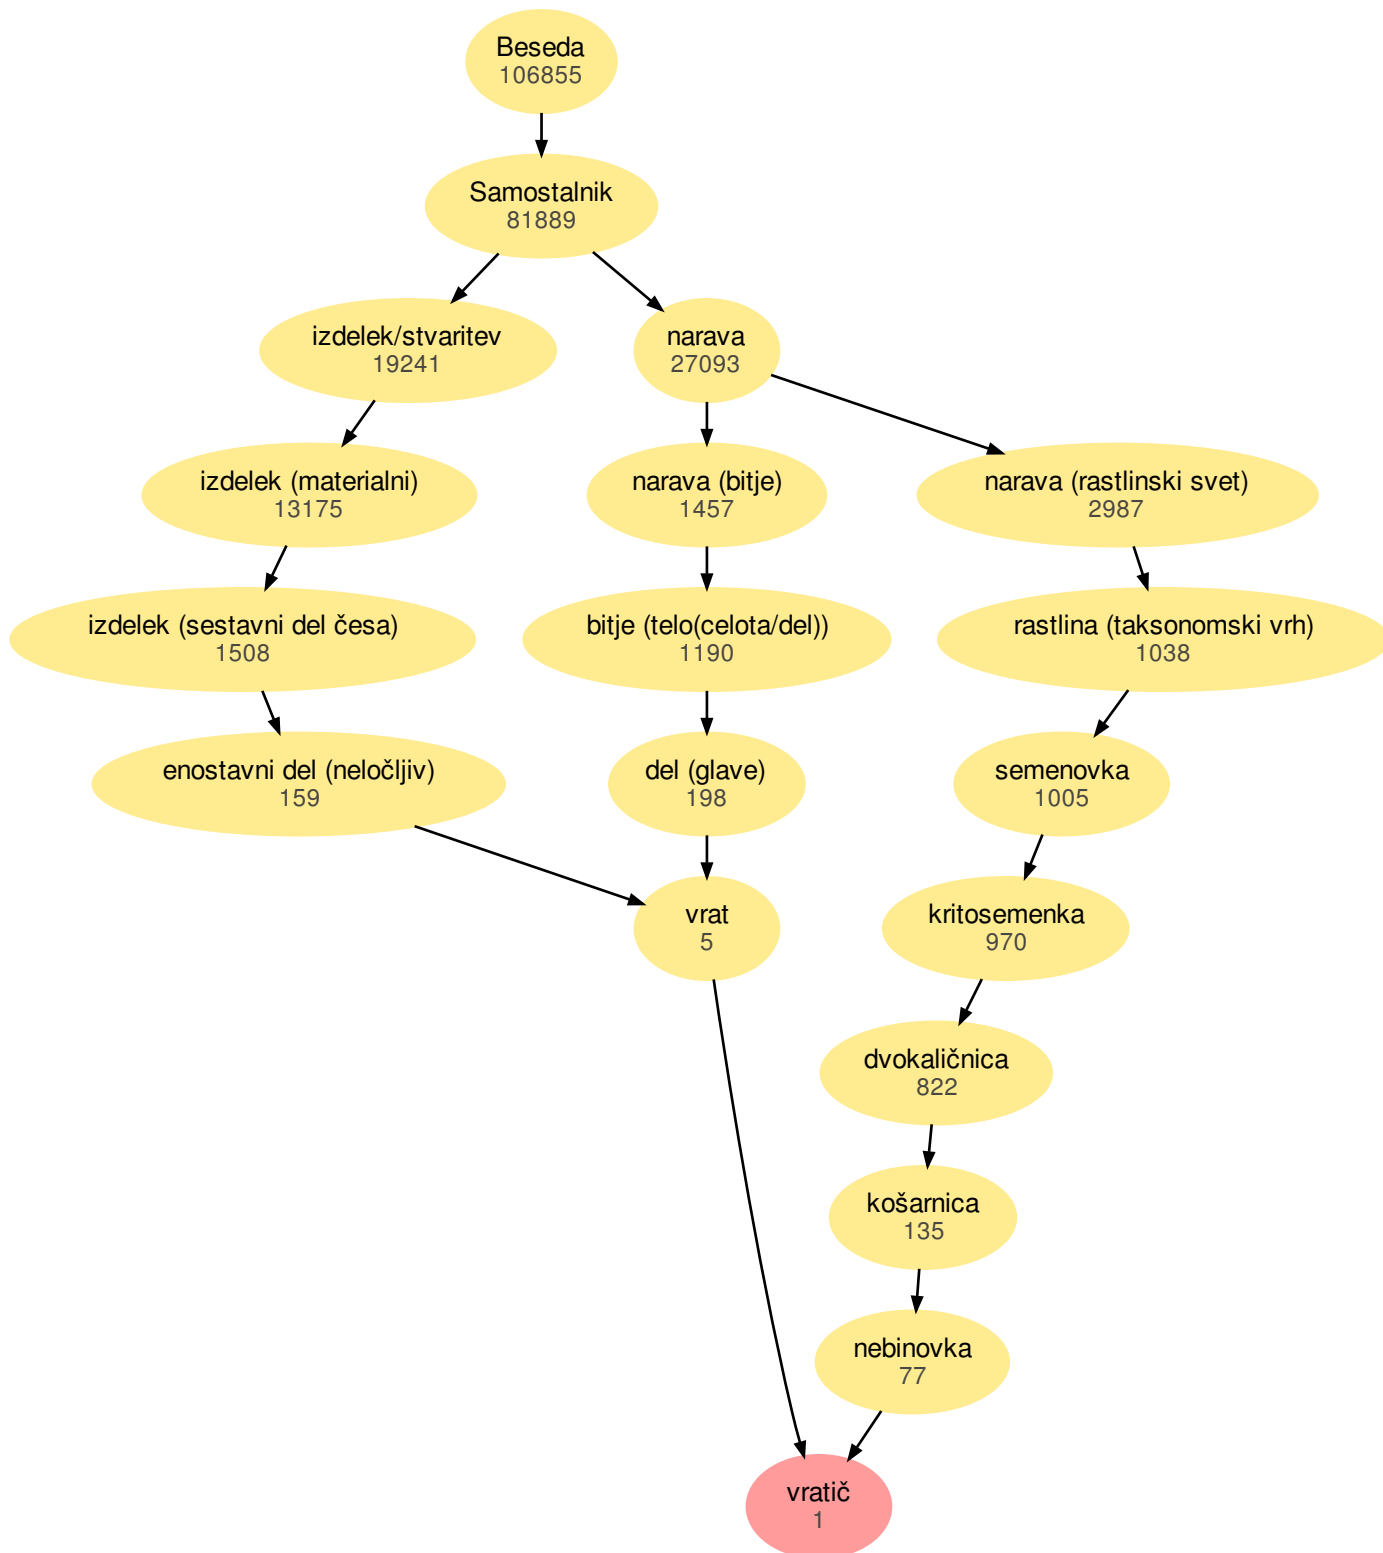 Beseda
106855
Samostalnik
81889
izdelek/stvaritev
19241
narava
27093
izdelek (materialni)
13175
narava (bitje)
1457
narava (rastlinski svet)
2987
izdelek (sestavni del česa)
1508
bitje (telo(celota/del))
1190
rastlina (taksonomski vrh)
1038
enostavni del (neločljiv)
159
del (glave)
198
semenovka
1005
vrat
5
kritosemenka
970
dvokaličnica
822
košarnica
135
nebinovka
77
vratič
1